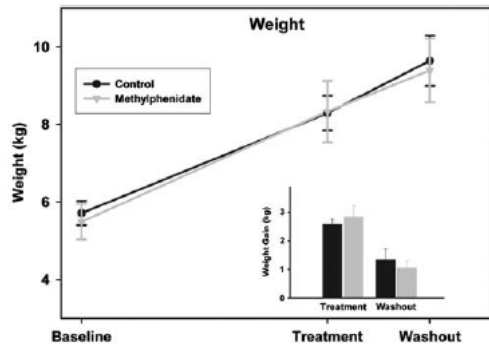 Weight
10
8
6
4
Weight (kg)
Control
Methylphenidate
3
2
1
0
Weight Gain (kg)
Treatment Washout
Baseline Treatment Washout